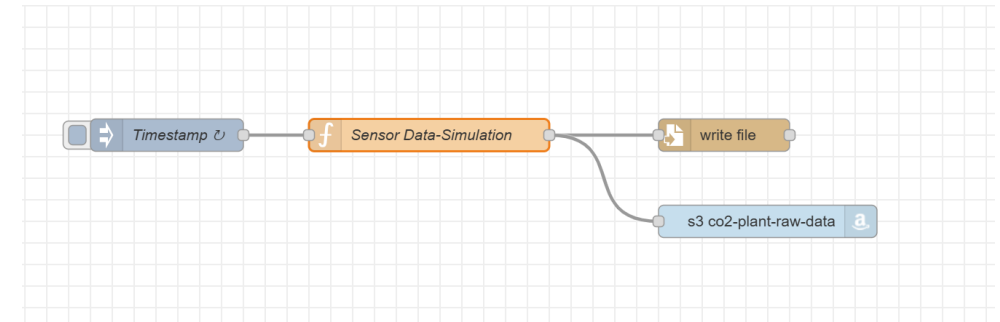 Timestamp ↻
Sensor Data-Simulation
write file
s3 co2-plant-raw-data